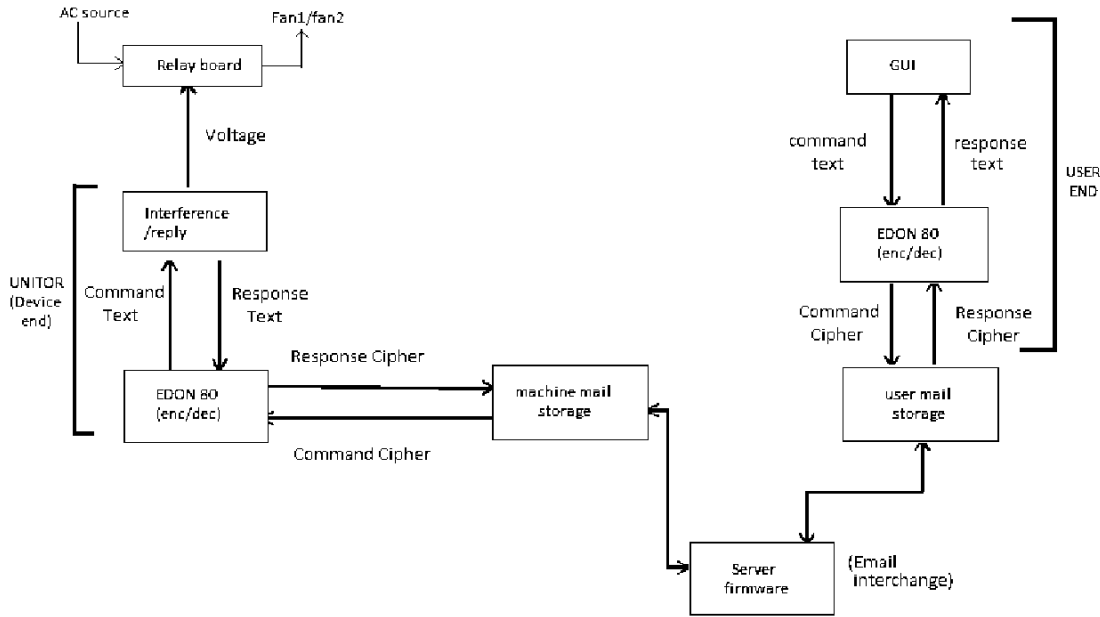 AC source
Fan1/fan2
Relay board
Voltage
Interference
/reply
UNITOR
(Device
end)
Command
Text
Response
Text
EDON 80
(enc/dec)
Response Cipher
Command Cipher
machine mail
storage
GUI
command
text
response
text
USER
END
EDON 80
(enc/dec)
Command
Cipher
Response
Cipher
user mail
storage
Server
firmware
(Email
interchange)